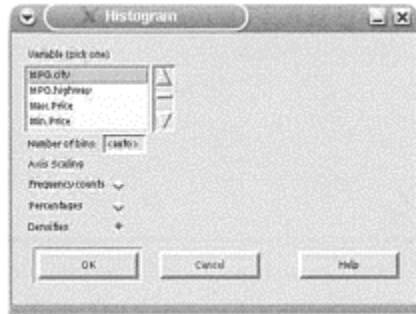 Histogram
Variable (pick one)
MPG.city
MPG.highway
Max.Price
Min.Price
Number of bins: <auto>
Axis Scaling
Frequency counts
Percentages
Densities
OK
Cancel
Help